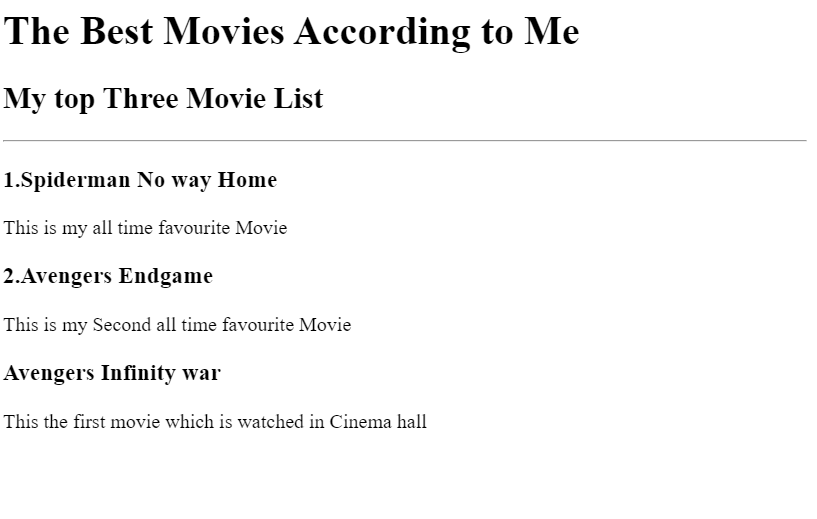 The Best Movies According to Me
My top Three Movie List
1.Spiderman No way Home
This is my all time favourite Movie
2.Avengers Endgame
This is my Second all time favourite Movie
Avengers Infinity war
This the first movie which is watched in Cinema hall